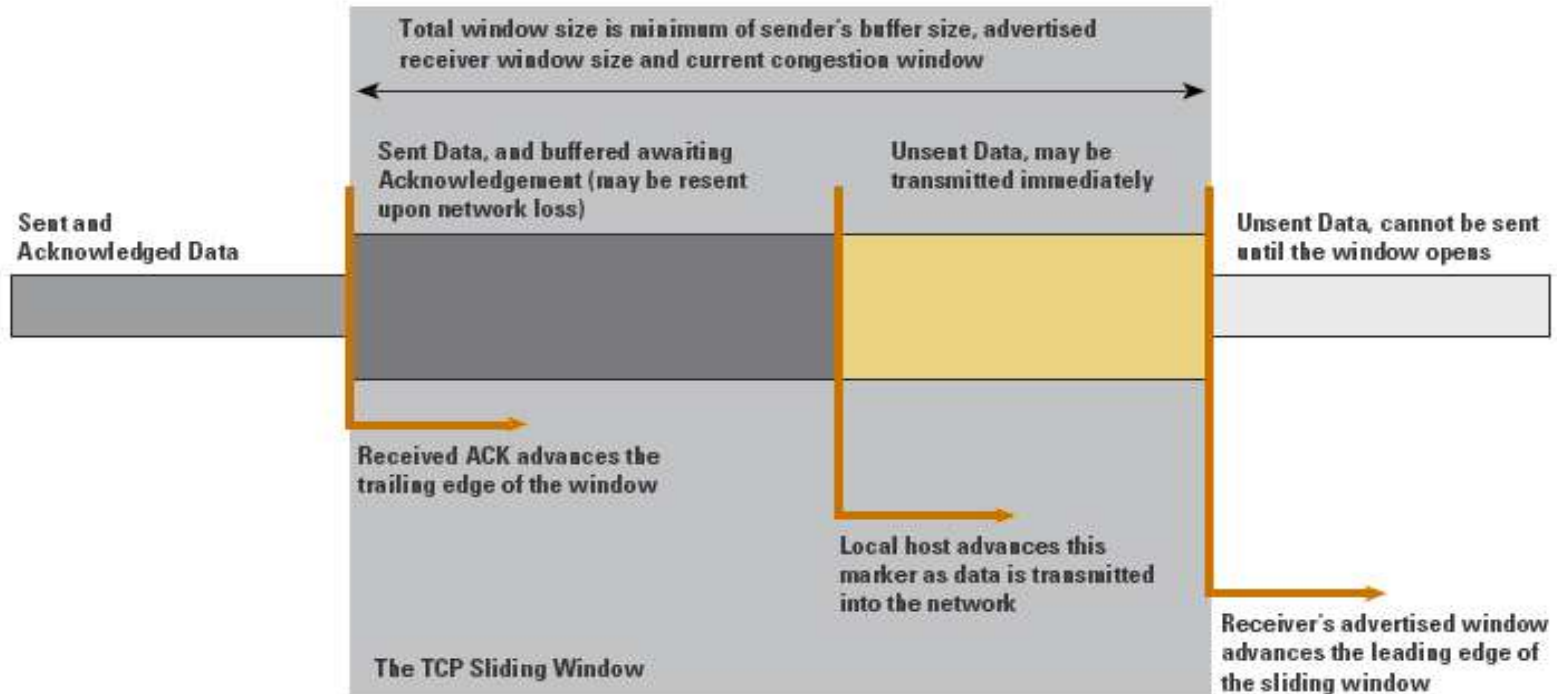 Total window size is minimum of sender's buffer size, advertised
receiver window size and current congestion window
Sent Data, and buffered awaiting
Acknowledgement (may be resent
upon network loss)
Unsent Data, may be
transmitted immediately
Sent and
Acknowledged Data
Unsent Data, cannot be sent
until the window opens
Received ACK advances the
trailing edge of the window
Local host advances this
marker as data is transmitted
into the network
Receiver's advertised window
advances the leading edge of
the sliding window
The TCP Sliding Window